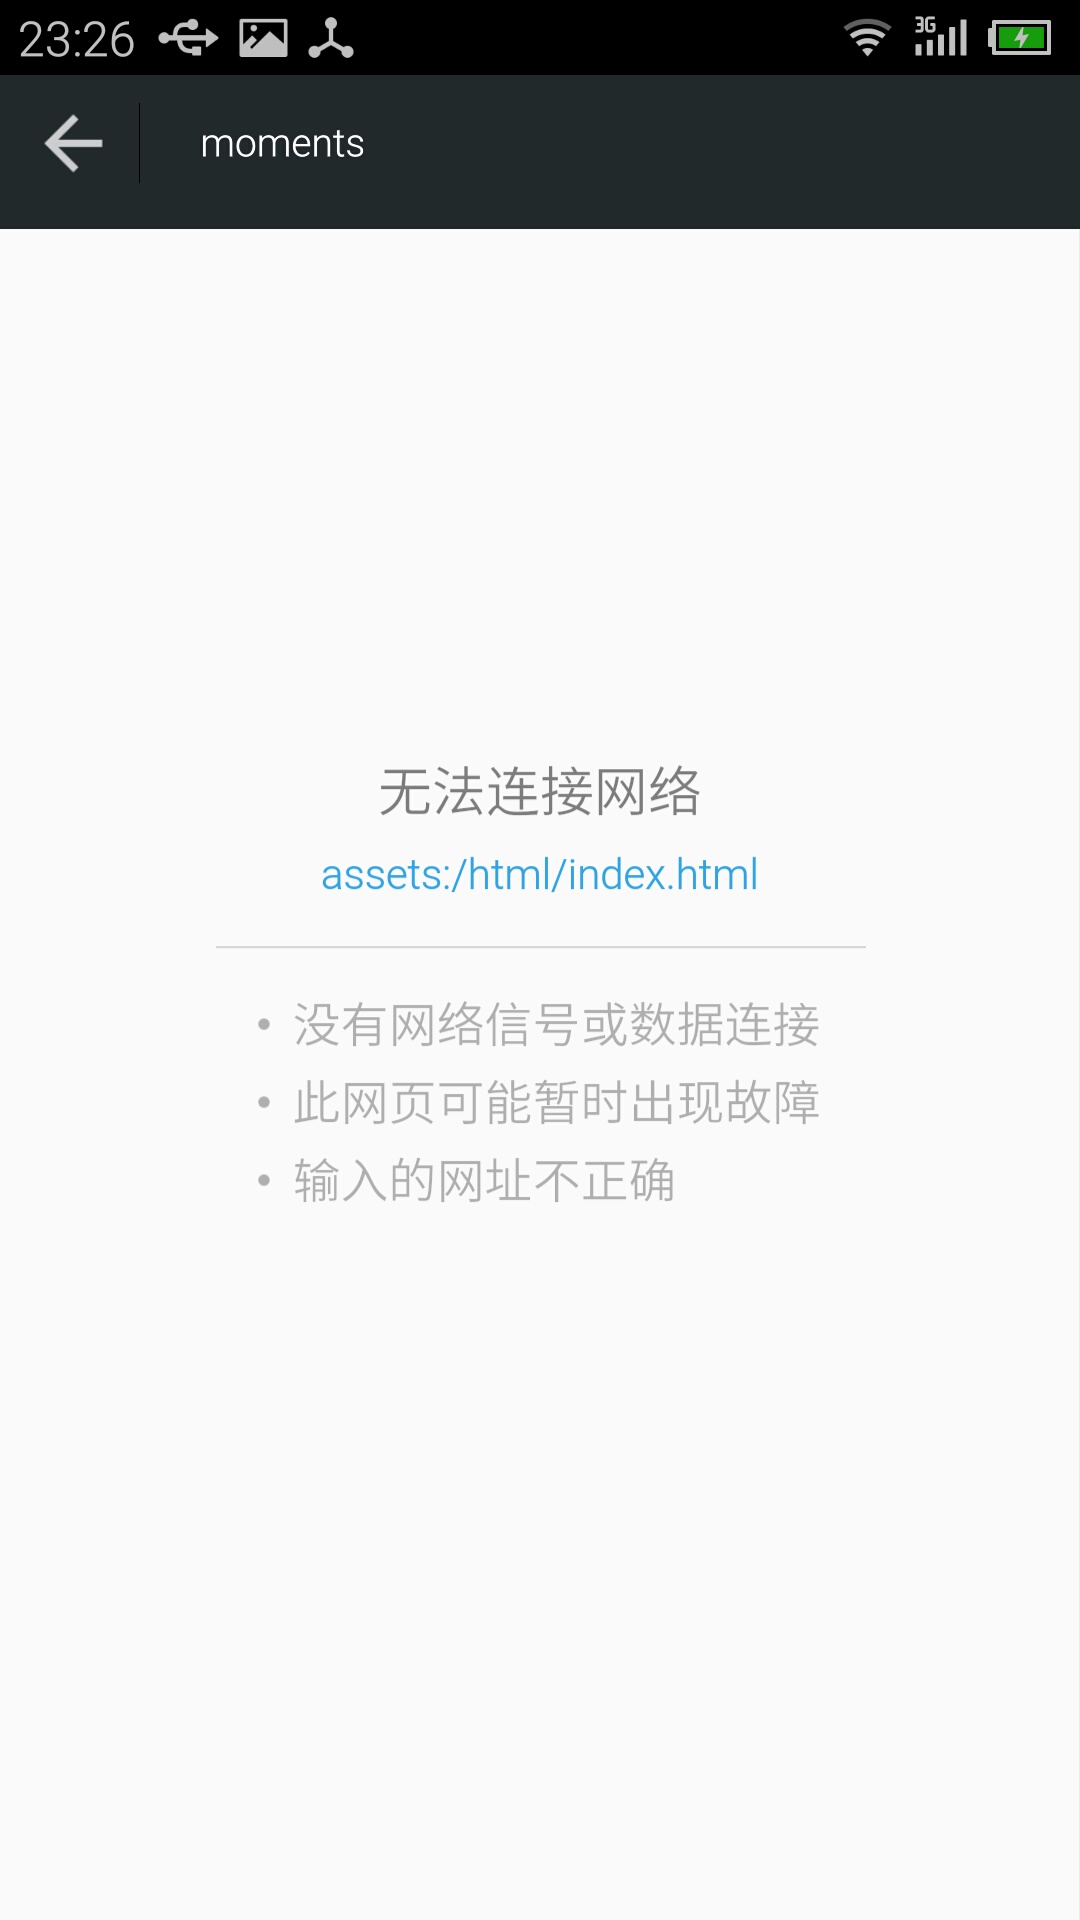 23:26
3G
moments
无法连接网络
assets:/html/index.html
• 没有网络信号或数据连接
• 此网页可能暂时出现故障
• 输入的网址不正确